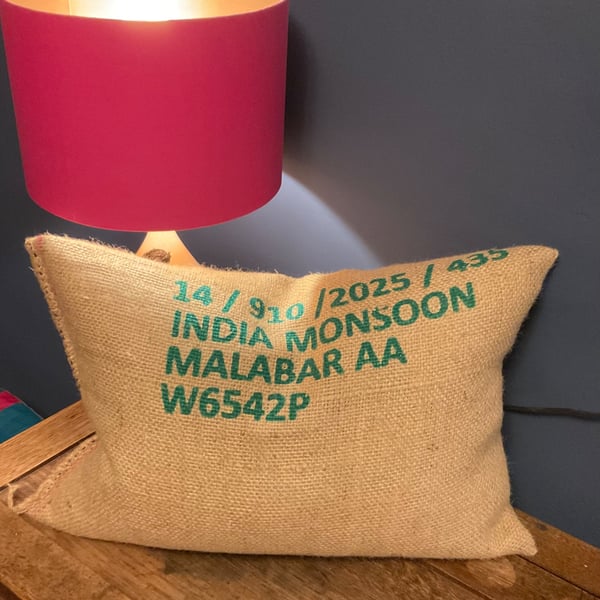 14 / 910 /2025 / 435
INDIA MONSOON
MALABAR AA
W6542P